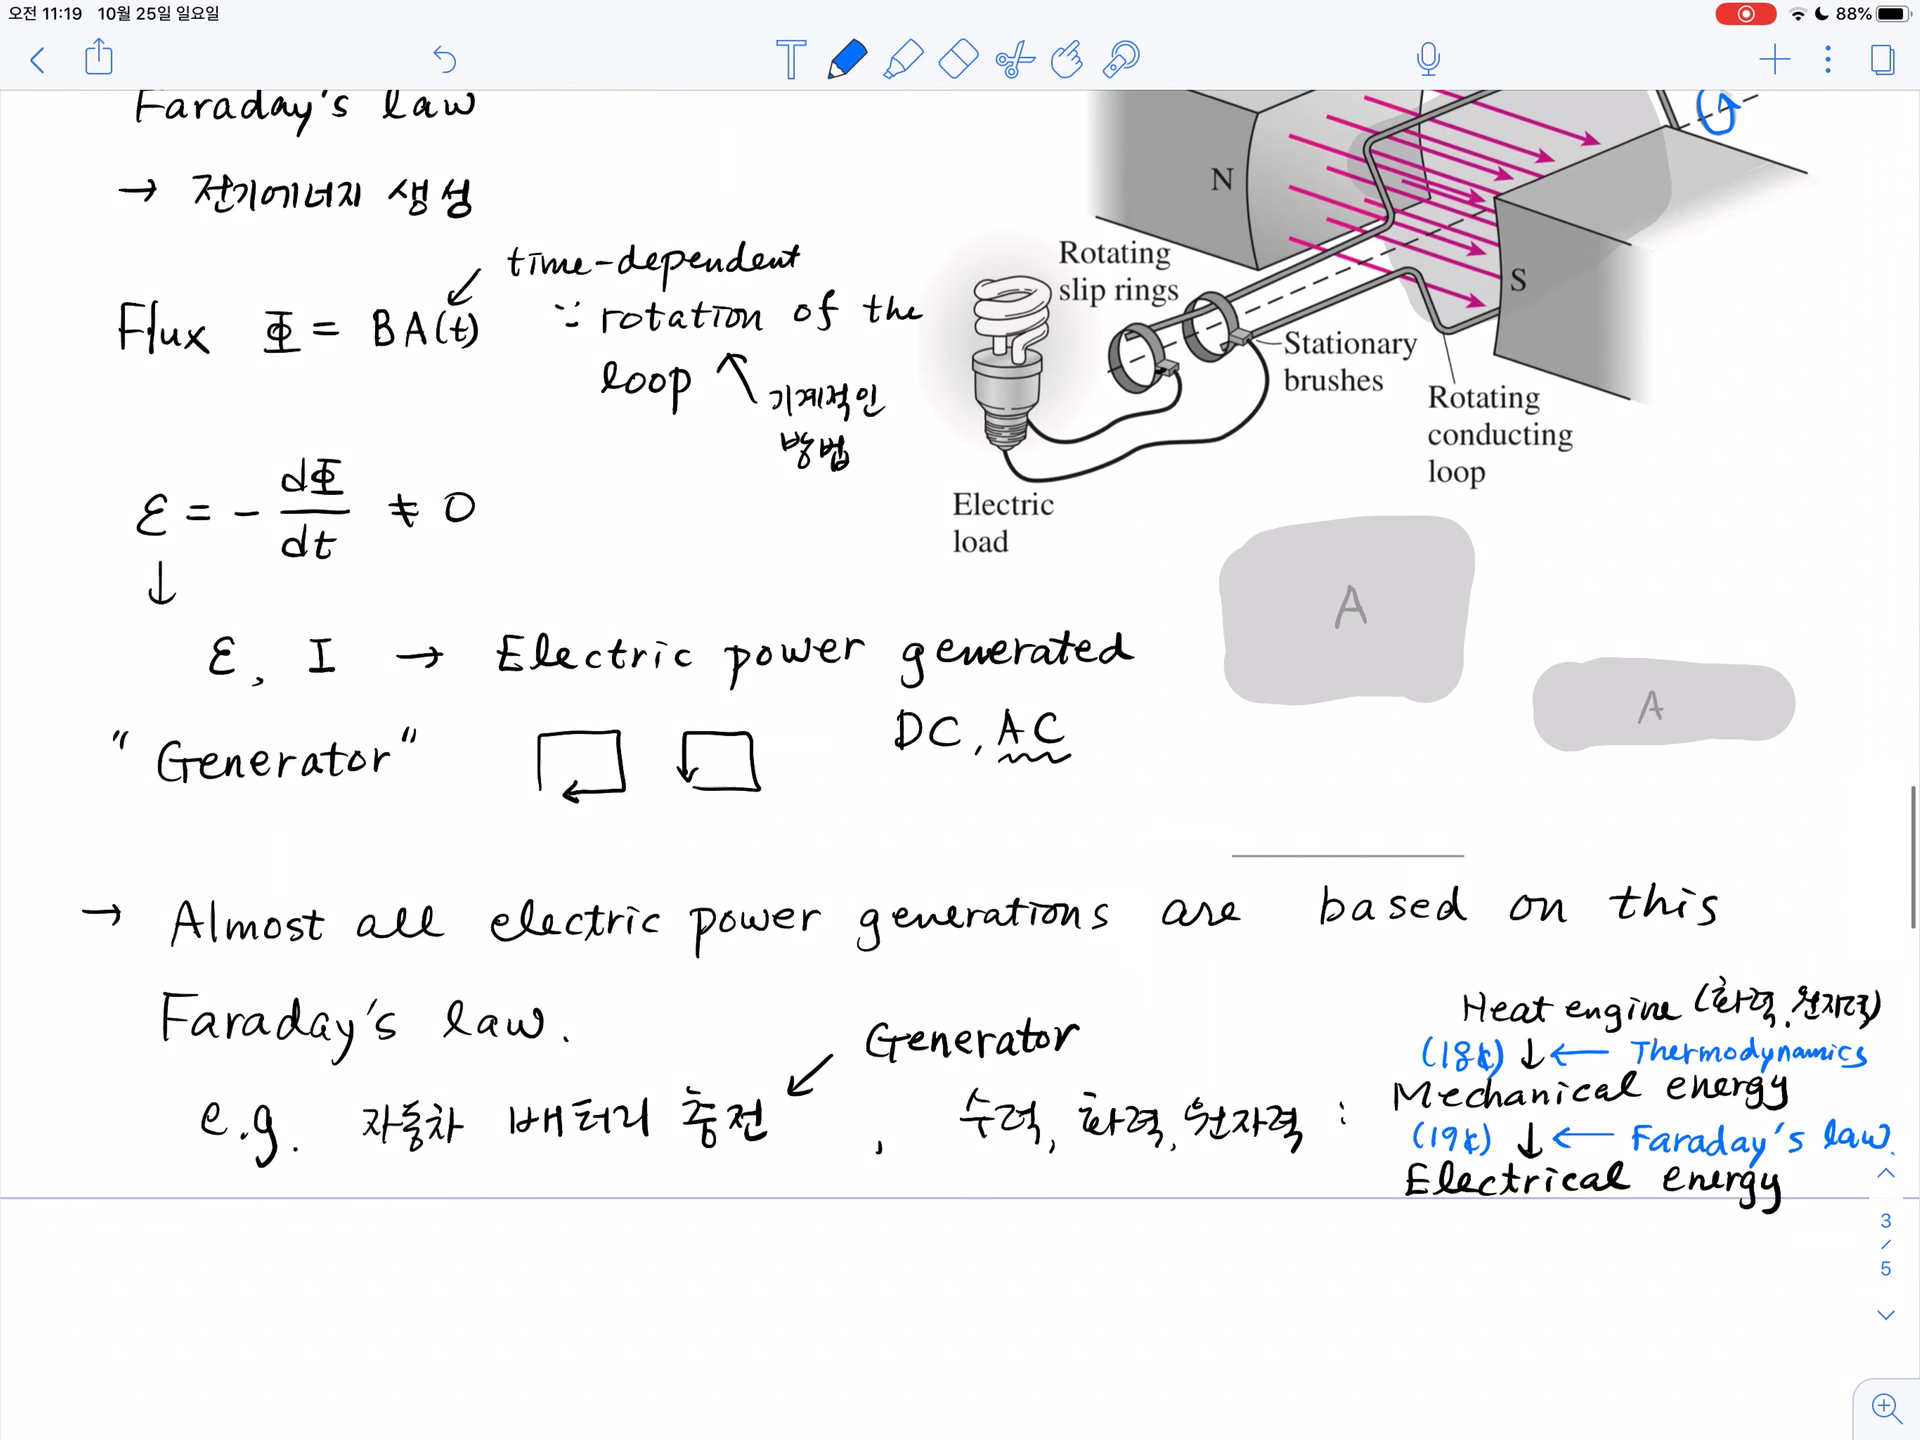 오전 11:19 10월 25일 일요일
88%
Faraday's law
→ 전기에너지 생성
time-dependent
Flux Φ = BA(t)
∵ rotation of the
loop
기계적인
방법
ℰ = - dΦ/dt ≠ 0
↓
ℰ, I → Electric power generated
DC, AC
"Generator"
N
S
Rotating
slip rings
Stationary
brushes
Rotating
conducting
loop
Electric
load
A
A
→ Almost all electric power generations are based on this
Faraday's law.
Generator
e.g. 자동차 배터리 충전, 수력, 화력, 원자력 :
Heat engine (화력, 원자력)
(18c) ↓ ← Thermodynamics
Mechanical energy
(19c) ↓ ← Faraday's law.
Electrical energy
3
/
5